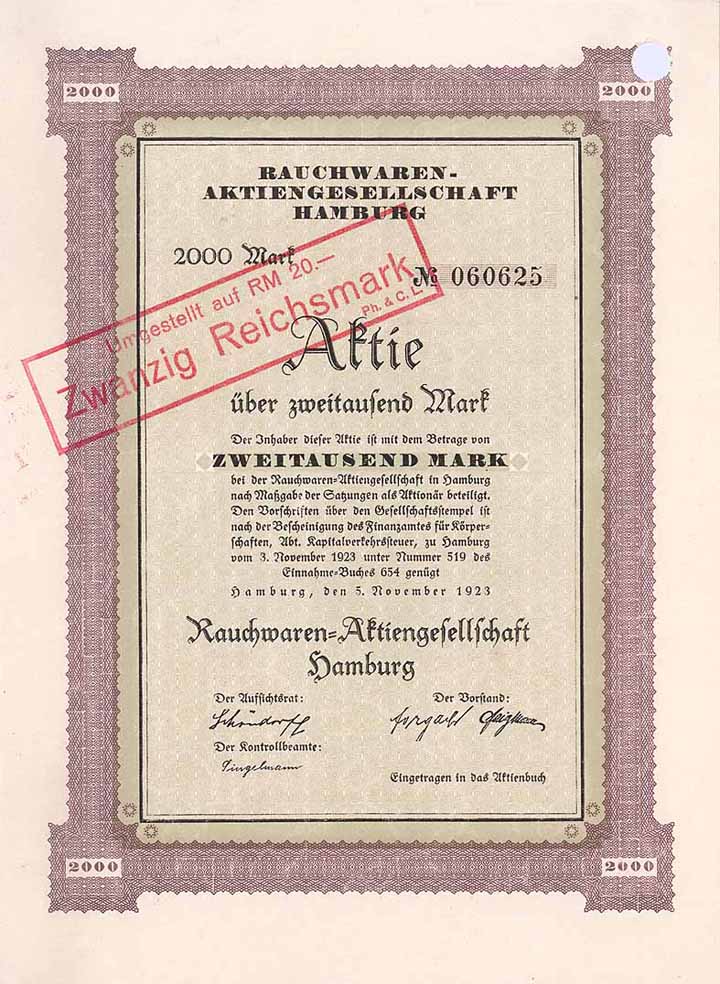 2000
2000
RAUCHWAREN-
AKTIENGESELLSCHAFT
HAMBURG
2000 Mark
№ 060625
Umgestellt auf RM 20.—
Zwanzig Reichsmark
Ph. & C. L.
Aktie
über zweitausend Mark
Der Inhaber dieser Aktie ist mit dem Betrage von
ZWEITAUSEND MARK
bei der Rauchwaren-Aktiengesellschaft in Hamburg
nach Maßgabe der Satzungen als Aktionär beteiligt.
Den Vorschriften über den Gesellschaftsstempel ist
nach der Bescheinigung des Finanzamtes für Körper-
schaften, Abt. Kapitalverkehrssteuer, zu Hamburg
vom 3. November 1923 unter Nummer 519 des
Einnahme-Buches 654 genügt
Hamburg, den 5. November 1923
Rauchwaren-Aktiengesellschaft
Hamburg
Der Aufsichtsrat:
Der Vorstand:
Der Kontrollbeamte:
Singelmann
Eingetragen in das Aktienbuch
2000
2000